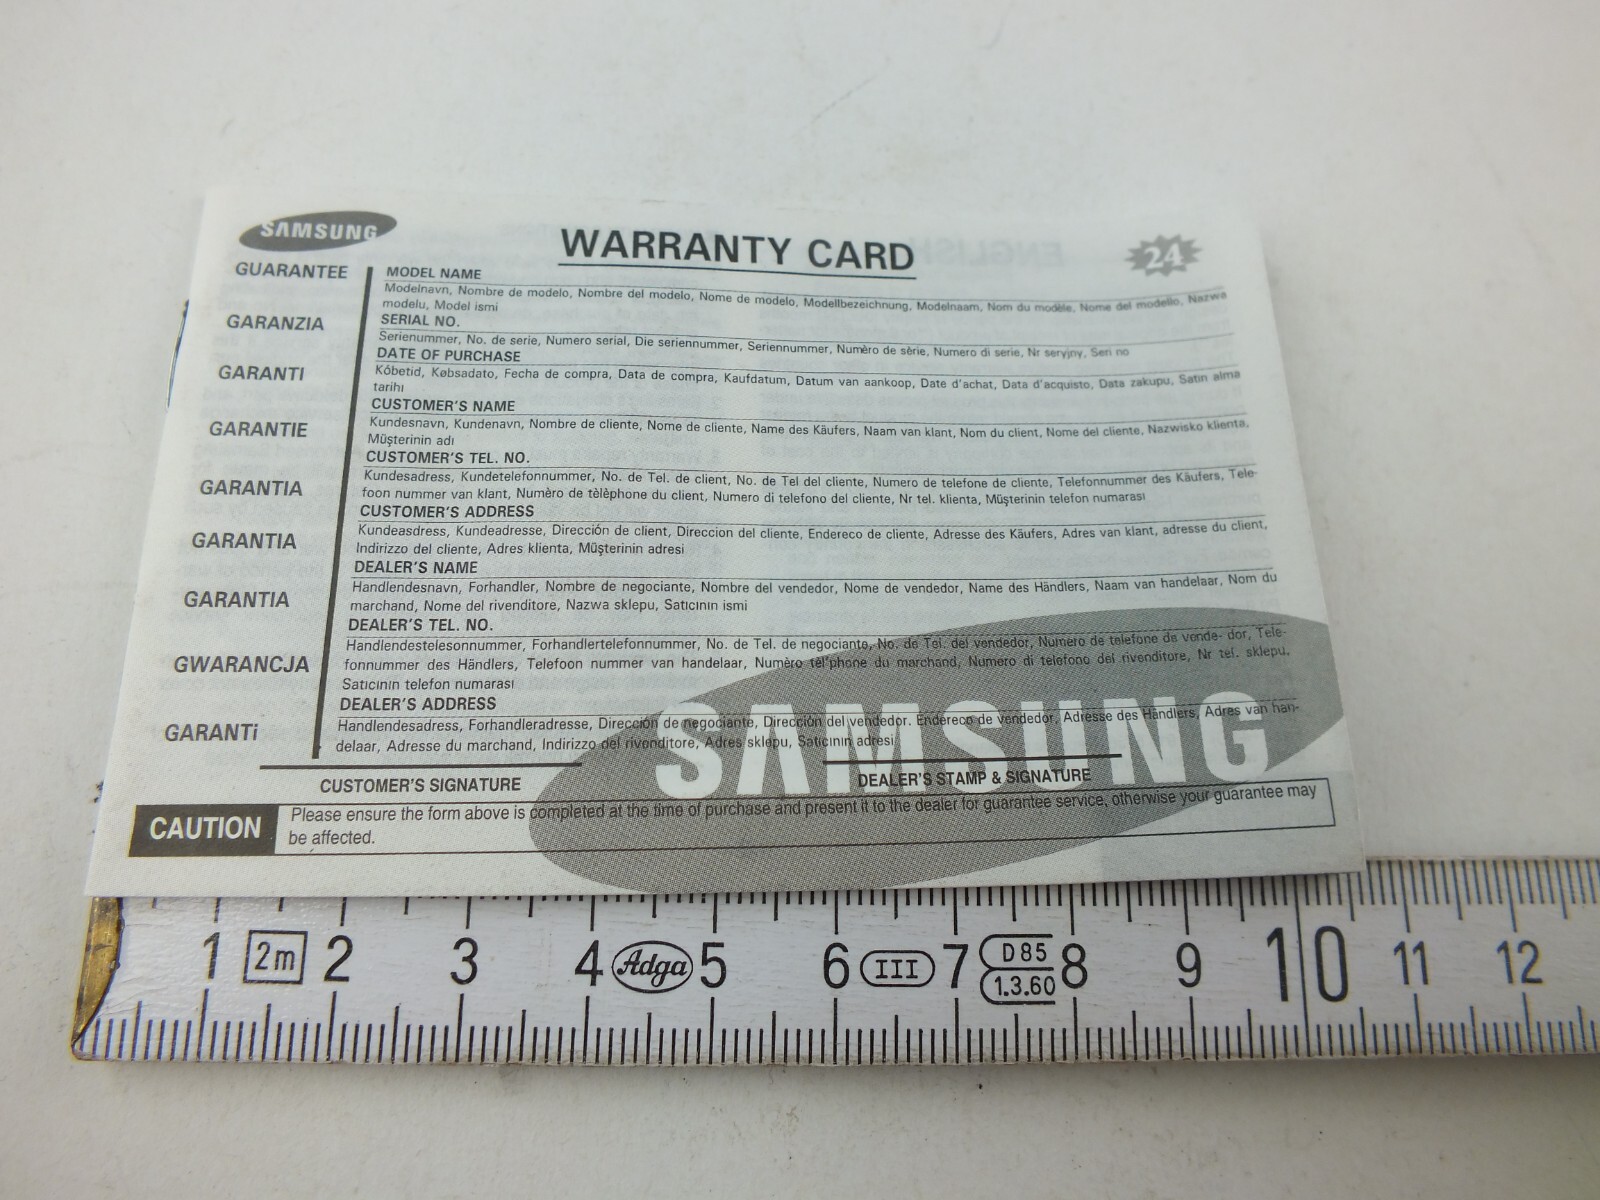 SAMSUNG
WARRANTY CARD
24
GUARANTEE
GARANZIA
GARANTI
GARANTIE
GARANTIA
GARANTIA
GARANTIA
GWARANCJA
GARANTi
MODEL NAME
Modelnavn, Nombre de modelo, Nombre del modelo, Nome de modelo, Modellbezeichnung, Modelnaam, Nom du modèle, Nome del modello, Nazwa
modelu, Model ismi
SERIAL NO.
Serienummer, No. de serie, Numero serial, Die seriennummer, Seriennummer, Numèro de sèrie, Numero di serie, Nr seryjny, Seri no
DATE OF PURCHASE
Kóbetid, Købsadato, Fecha de compra, Data de compra, Kaufdatum, Datum van aankoop, Date d'achat, Data d'acquisto, Data zakupu, Satin alma
tarihı
CUSTOMER'S NAME
Kundesnavn, Kundenavn, Nombre de cliente, Nome de cliente, Name des Käufers, Naam van klant, Nom du client, Nome del cliente, Nazwisko klienta,
Müşterinin adı
CUSTOMER'S TEL. NO.
Kundesadress, Kundetelefonnummer, No. de Tel. de client, No. de Tel del cliente, Numero de telefone de cliente, Telefonnummer des Käufers, Tele-
foon nummer van klant, Numèro de tèlèphone du client, Numero di telefono del cliente, Nr tel. klienta, Müşterinin telefon numarası
CUSTOMER'S ADDRESS
Kundeasdress, Kundeadresse, Dirección de client, Direccion del cliente, Endereco de cliente, Adresse des Käufers, Adres van klant, adresse du client,
Indirizzo del cliente, Adres klienta, Müşterinin adresi
DEALER'S NAME
Handlendesnavn, Forhandler, Nombre de negociante, Nombre del vendedor, Nome de vendedor, Name des Händlers, Naam van handelaar, Nom du
marchand, Nome del rivenditore, Nazwa sklepu, Satıcının ismi
DEALER'S TEL. NO.
Handlendestelesonnummer, Forhandlertelefonnummer, No. de Tel. de negociante, No. de Tel. del vendedor, Numero de telefone de vende- dor, Tele-
fonnummer des Händlers, Telefoon nummer van handelaar, Numèro tèl'phone du marchand, Numero di telefono del rivenditore, Nr tel. sklepu,
Satıcının telefon numarası
DEALER'S ADDRESS
Handlendesadress, Forhandleradresse, Dirección de negociante, Dirección del vendedor. Endereco de vendedor, Adresse des Händlers, Adres van han-
delaar, Adresse du marchand, Indirizzo del rivenditore, Adres sklepu, Satıcının adresi
SAMSUNG
CUSTOMER'S SIGNATURE
DEALER'S STAMP & SIGNATURE
CAUTION
Please ensure the form above is completed at the time of purchase and present it to the dealer for guarantee service, otherwise your guarantee may
be affected.
1 2m 2 3 4 Adga 5 6 III 7 D85 1.3.60 8 9 10 11 12